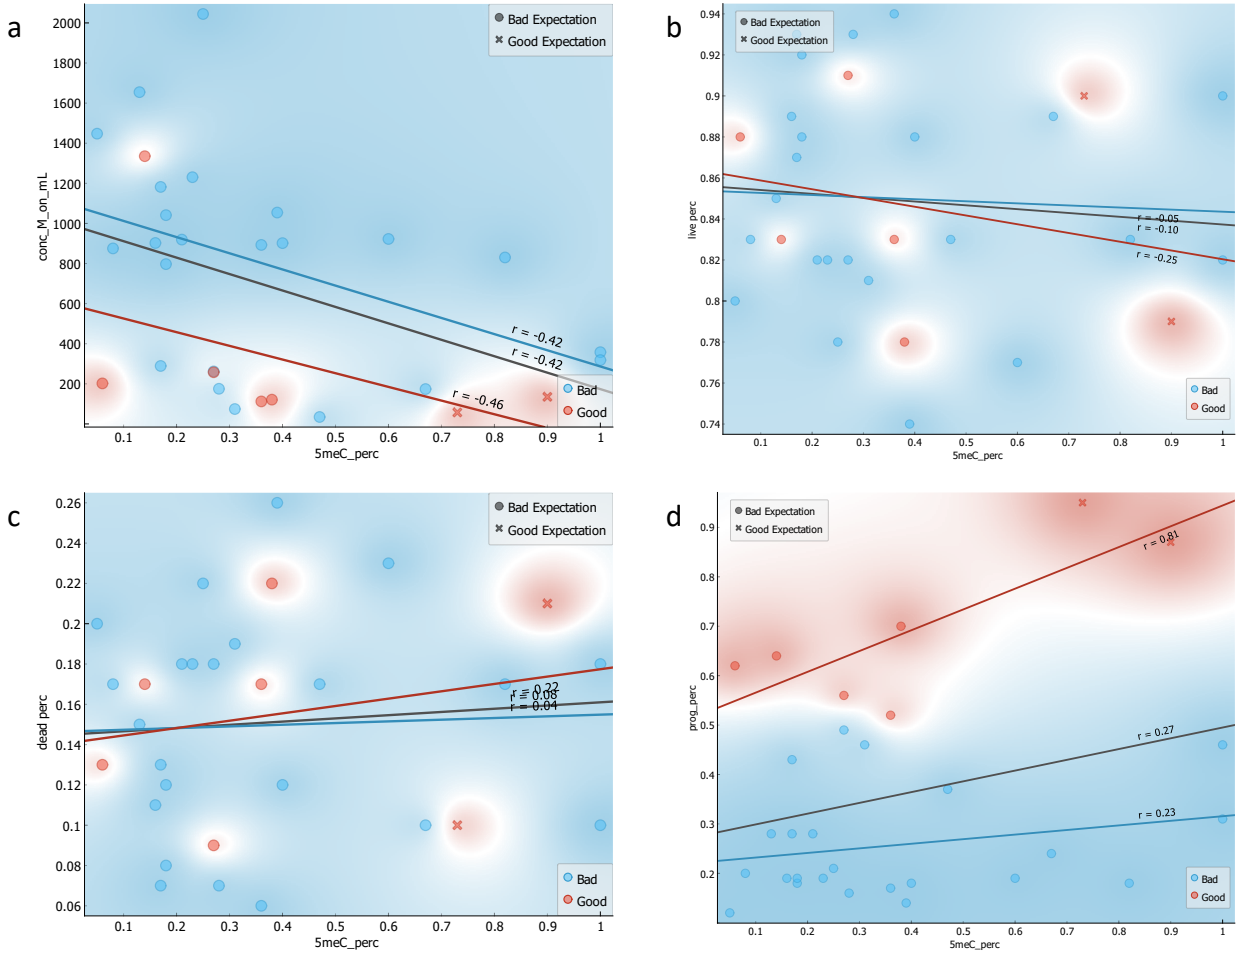 a
2000
1800
1600
1400
1200
1000
800
600
400
200
conc_M_on_mL
Bad Expectation
Good Expectation
r = -0.42
r = -0.42
r = -0.46
Bad
Good
0.1 0.2 0.3 0.4 0.5 0.6 0.7 0.8 0.9 1
5meC_perc
b
0.94
0.92
0.9
0.88
0.86
0.84
0.82
0.8
0.78
0.76
0.74
live perc
Bad Expectation
Good Expectation
r = -0.05
r = -0.10
r = -0.25
Bad
Good
0.1 0.2 0.3 0.4 0.5 0.6 0.7 0.8 0.9 1
5meC_perc
c
0.26
0.24
0.22
0.2
0.18
0.16
0.14
0.12
0.1
0.08
0.06
dead perc
Bad Expectation
Good Expectation
r = 0.22
r = 0.08
r = 0.04
Bad
Good
0.1 0.2 0.3 0.4 0.5 0.6 0.7 0.8 0.9 1
5meC_perc
d
0.9
0.8
0.7
0.6
0.5
0.4
0.3
0.2
prog_perc
Bad Expectation
Good Expectation
r = 0.81
r = 0.27
r = 0.23
Bad
Good
0.1 0.2 0.3 0.4 0.5 0.6 0.7 0.8 0.9 1
5meC_perc